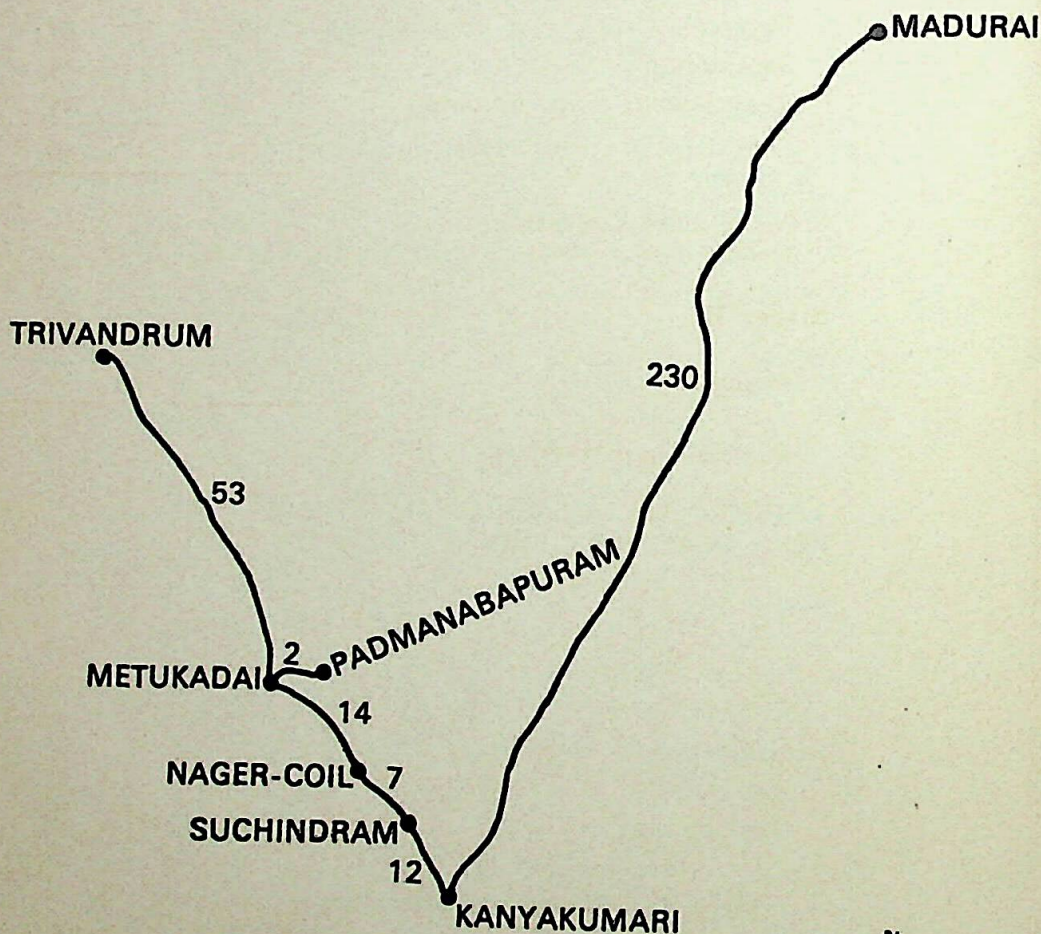 MADURAI
TRIVANDRUM
230
53
PADMANABAPURAM
2
METUKADAI
14
NAGER-COIL
7
SUCHINDRAM
12
KANYAKUMARI